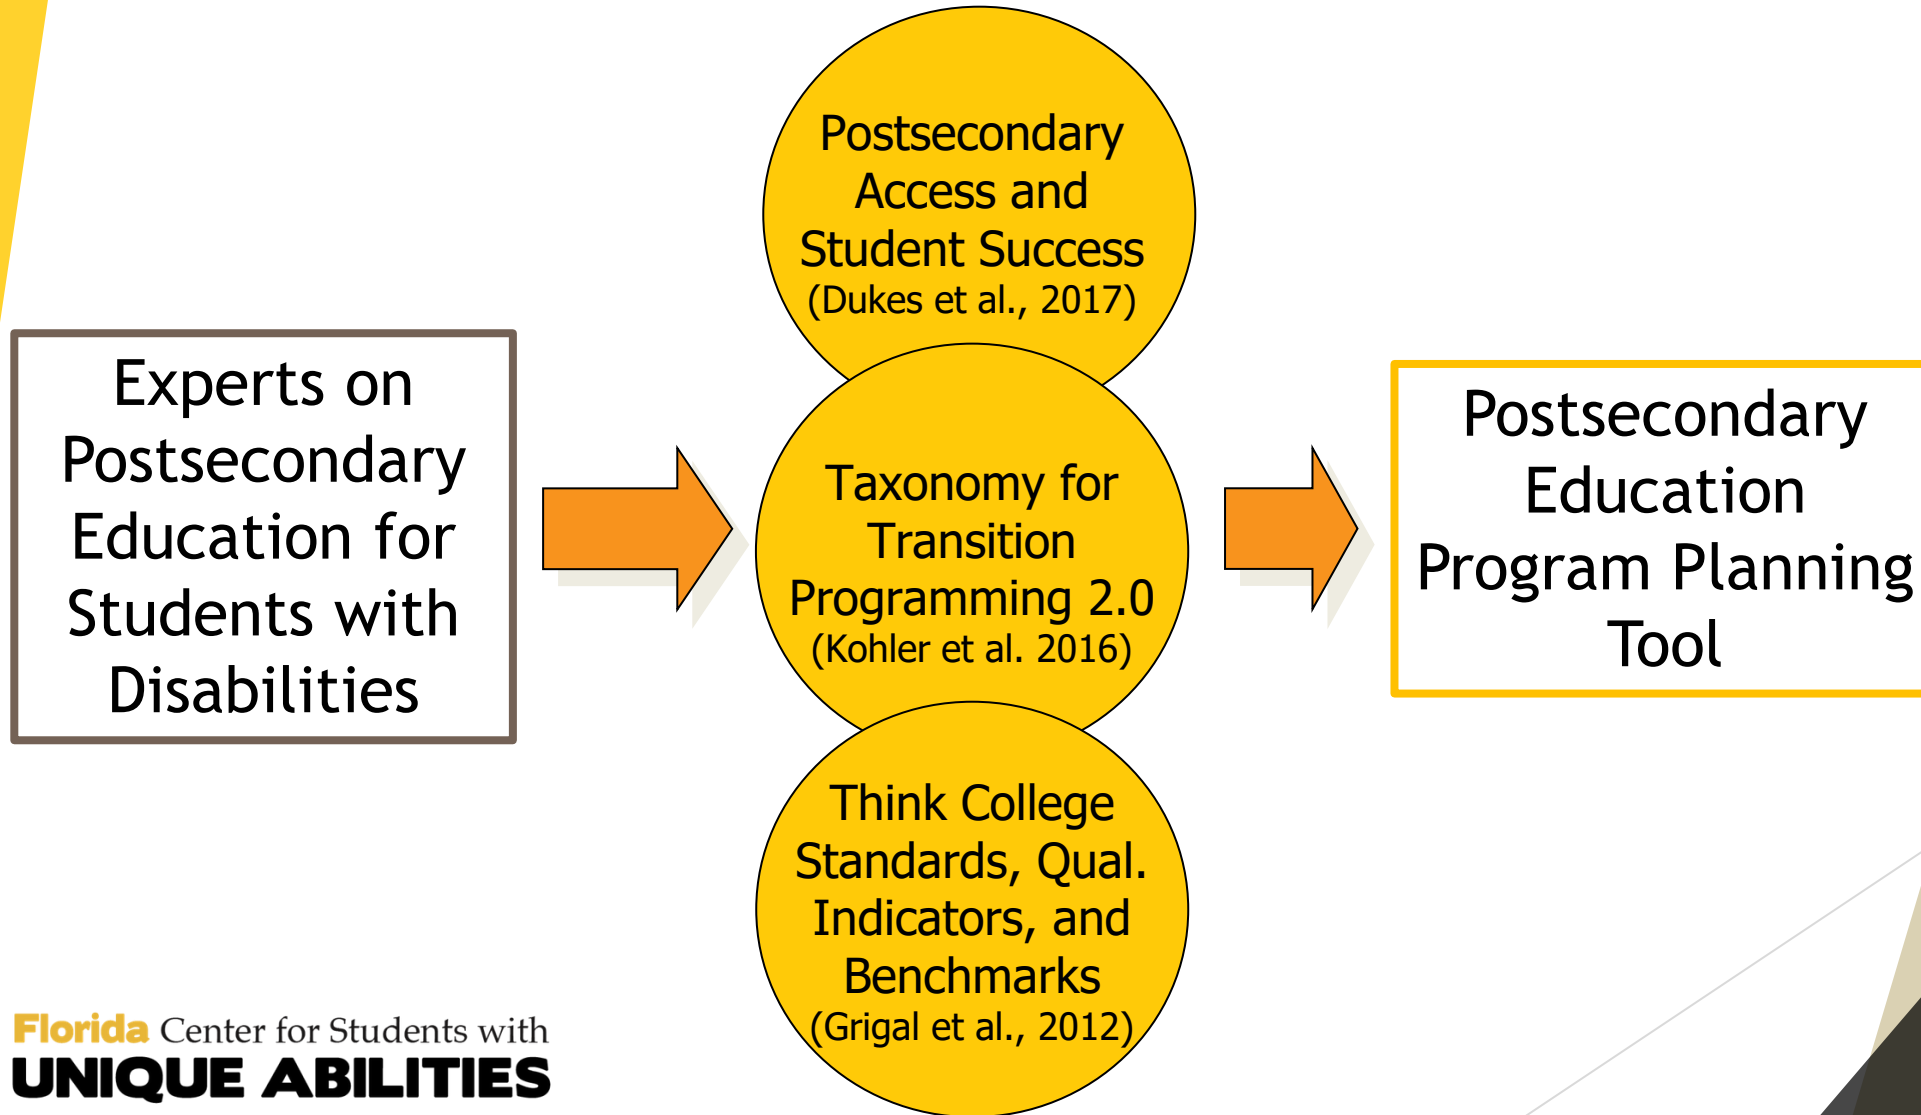 Experts on
Postsecondary
Education for
Students with
Disabilities
Postsecondary
Access and
Student Success
(Dukes et al., 2017)
Taxonomy for
Transition
Programming 2.0
(Kohler et al. 2016)
Think College
Standards, Qual.
Indicators, and
Benchmarks
(Grigal et al., 2012)
Postsecondary
Education
Program Planning
Tool
Florida Center for Students with
UNIQUE ABILITIES